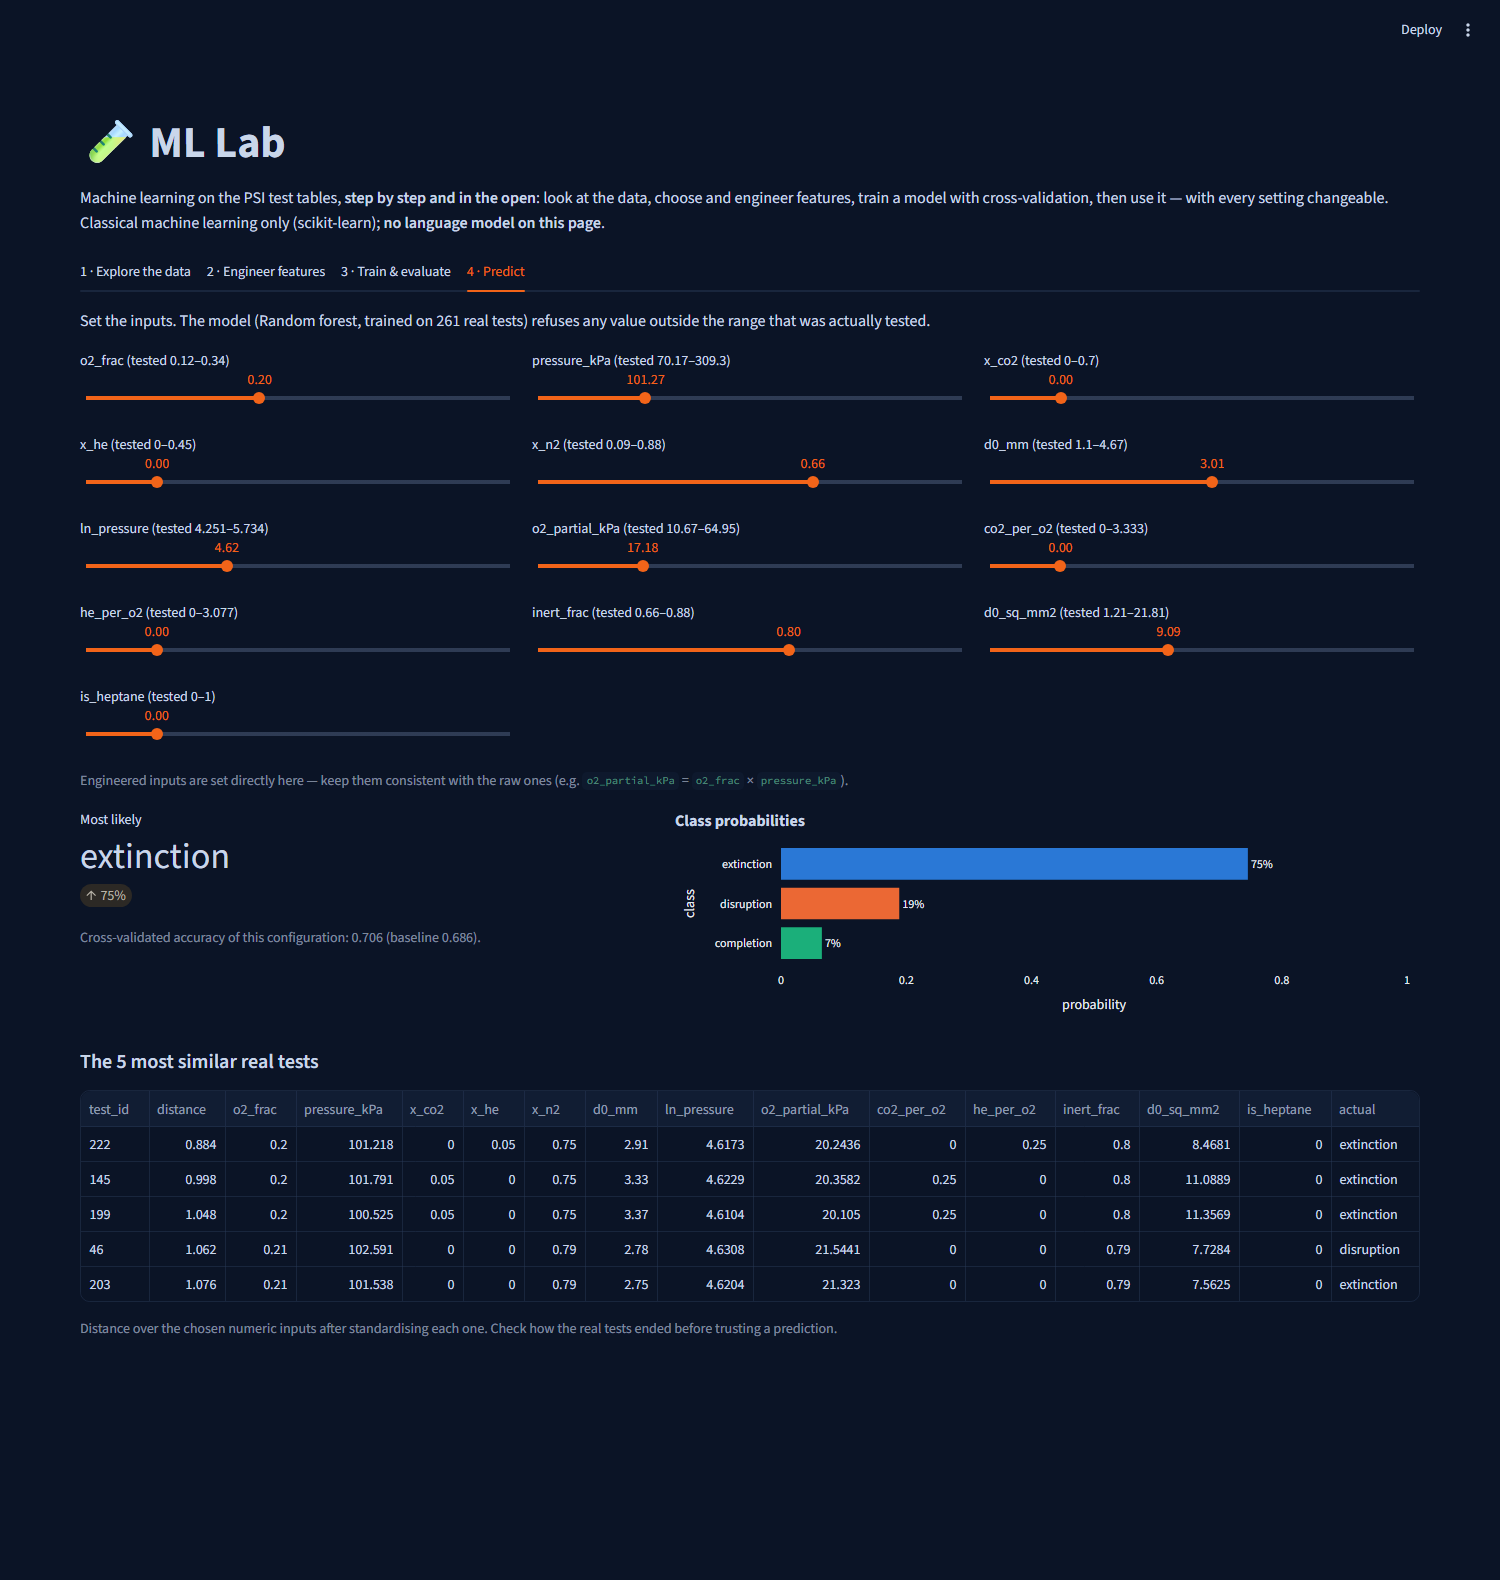 Deploy
ML Lab
Machine learning on the PSI test tables, step by step and in the open: look at the data, choose and engineer features, train a model with cross-validation, then use it — with every setting changeable.
Classical machine learning only (scikit-learn); no language model on this page.
1 · Explore the data 2 · Engineer features 3 · Train & evaluate 4 · Predict
Set the inputs. The model (Random forest, trained on 261 real tests) refuses any value outside the range that was actually tested.
o2_frac (tested 0.12–0.34) pressure_kPa (tested 70.17–309.3) x_co2 (tested 0–0.7)
0.20 101.27 0.00
x_he (tested 0–0.45) x_n2 (tested 0.09–0.88) d0_mm (tested 1.1–4.67)
0.00 0.66 3.01
ln_pressure (tested 4.251–5.734) o2_partial_kPa (tested 10.67–64.95) co2_per_o2 (tested 0–3.333)
4.62 17.18 0.00
he_per_o2 (tested 0–3.077) inert_frac (tested 0.66–0.88) d0_sq_mm2 (tested 1.21–21.81)
0.00 0.80 9.09
is_heptane (tested 0–1)
0.00
Engineered inputs are set directly here — keep them consistent with the raw ones (e.g. o2_partial_kPa = o2_frac × pressure_kPa ).
Most likely
extinction
↑ 75%
Cross-validated accuracy of this configuration: 0.706 (baseline 0.686).
Class probabilities
class
extinction 75%
disruption 19%
completion 7%
0 0.2 0.4 0.6 0.8 1
probability
The 5 most similar real tests
test_id distance o2_frac pressure_kPa x_co2 x_he x_n2 d0_mm ln_pressure o2_partial_kPa co2_per_o2 he_per_o2 inert_frac d0_sq_mm2 is_heptane actual
222 0.884 0.2 101.218 0 0.05 0.75 2.91 4.6173 20.2436 0 0.25 0.8 8.4681 0 extinction
145 0.998 0.2 101.791 0.05 0 0.75 3.33 4.6229 20.3582 0.25 0 0.8 11.0889 0 extinction
199 1.048 0.2 100.525 0.05 0 0.75 3.37 4.6104 20.105 0.25 0 0.8 11.3569 0 extinction
46 1.062 0.21 102.591 0 0 0.79 2.78 4.6308 21.5441 0 0 0.79 7.7284 0 disruption
203 1.076 0.21 101.538 0 0 0.79 2.75 4.6204 21.323 0 0 0.79 7.5625 0 extinction
Distance over the chosen numeric inputs after standardising each one. Check how the real tests ended before trusting a prediction.